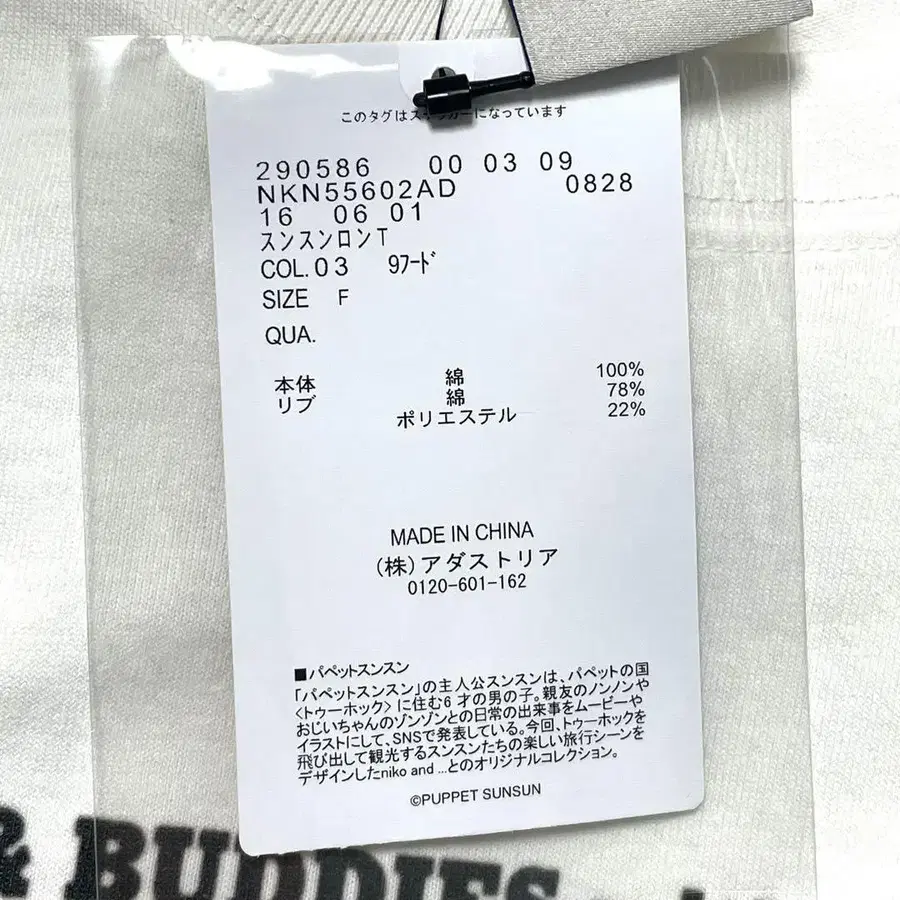 このタグはステッカーになっています
290586 00 03 09
NKN55602AD 0828
16 06 01
スンスンロンT
COL.03 97ード
SIZE F
QUA.
本体 綿 100%
リブ 綿 78%
ポリエステル 22%
MADE IN CHINA
(株)アダストリア
0120-601-162
■パペットスンスン
「パペットスンスン」の主人公スンスンは、パペットの国
<トゥーホック>に住む6才の男の子。親友のノンノンや
おじいちゃんのゾンゾンとの日常の出来事をムービーや
イラストにして、SNSで発表している。今回、トゥーホックを
飛び出して観光するスンスンたちの楽しい旅行シーンを
デザインしたniko and ...とのオリジナルコレクション。
©PUPPET SUNSUN
& BUDDIES